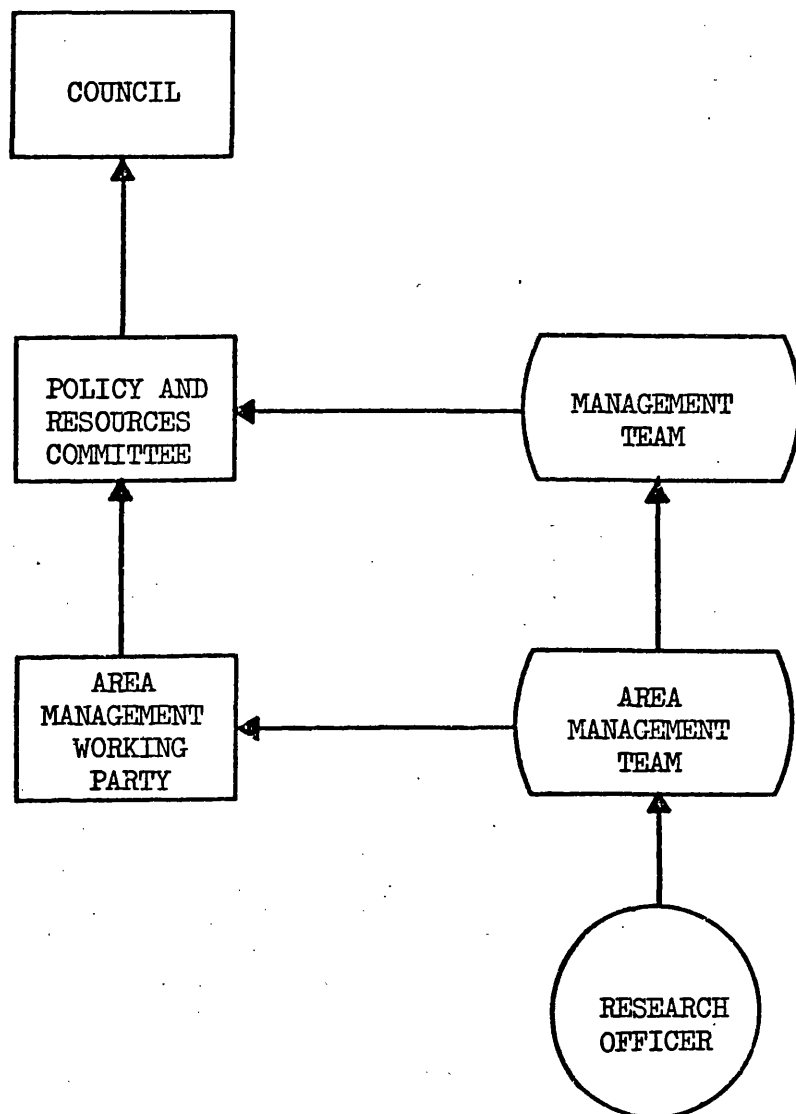 COUNCIL
POLICY AND
RESOURCES
COMMITTEE
MANAGEMENT
TEAM
AREA
MANAGEMENT
WORKING
PARTY
AREA
MANAGEMENT
TEAM
RESEARCH
OFFICER